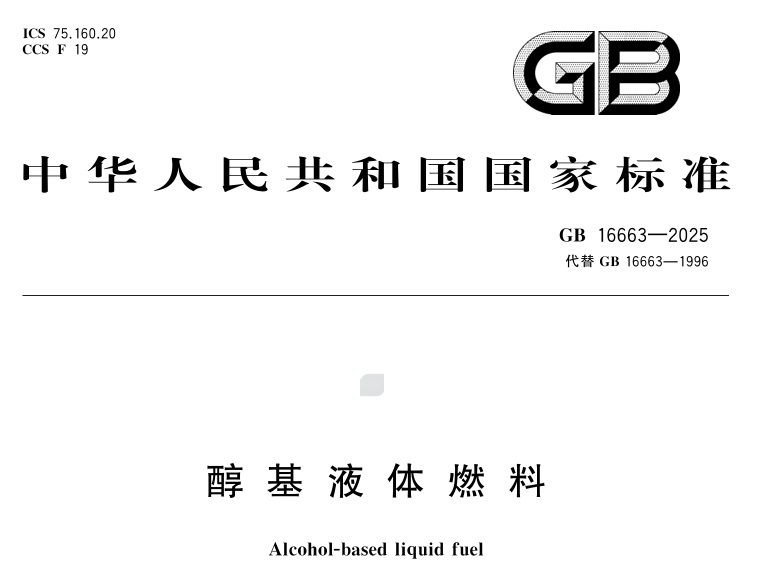 ICS 75.160.20
CCS F 19
GB
中华人民共和国国家标准
GB 16663—2025
代替 GB 16663—1996
醇基液体燃料
Alcohol-based liquid fuel